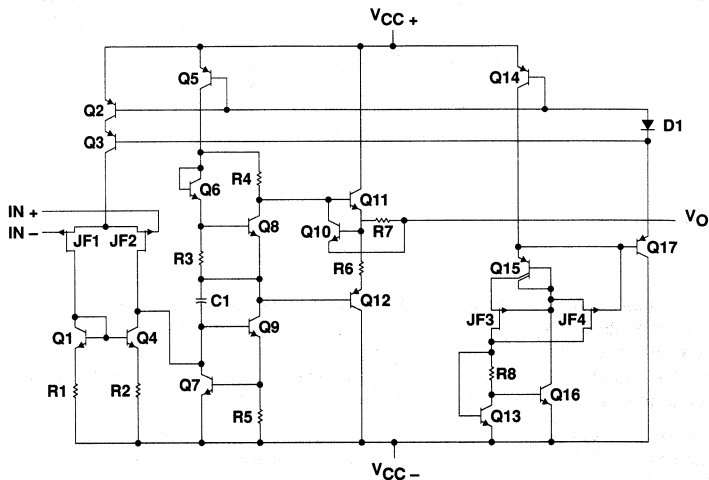 VCC+
Q5
Q14
Q2
D1
Q3
Q6
R4
Q11
IN +
IN –
JF1
JF2
Q8
Q10
R7
VO
Q17
R3
R6
Q15
C1
Q12
JF3
JF4
Q1
Q4
Q9
R8
Q7
Q16
R1
R2
R5
Q13
VCC–